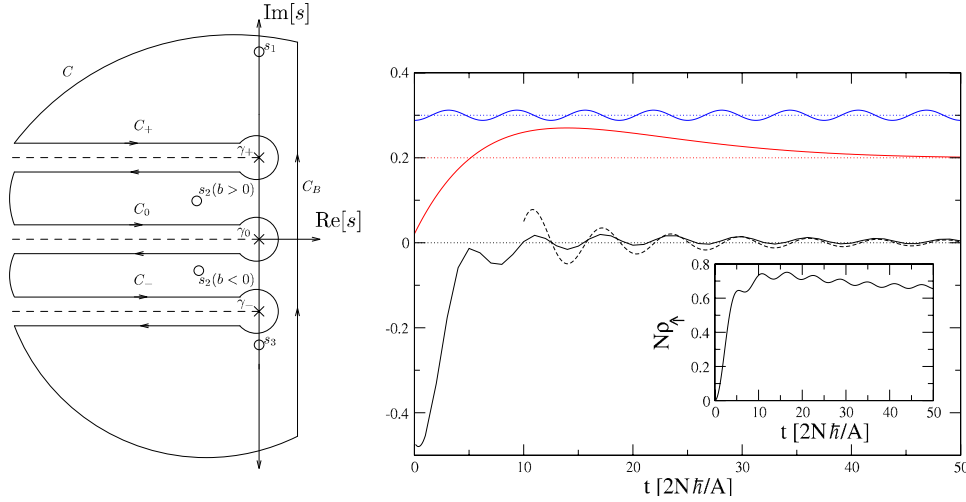 Im[s]
s₁
C
C₊
γ₊
s₂(b > 0)
C_B
C₀
γ₀
Re[s]
s₂(b < 0)
C₋
γ₋
s₃
0.4
0.2
0
-0.2
-0.4
0 10 20 30 40 50
t [2Nħ/A]
0.8
0.6
0.4
0.2
0
Nρ⇑
0 10 20 30 40 50
t [2Nħ/A]